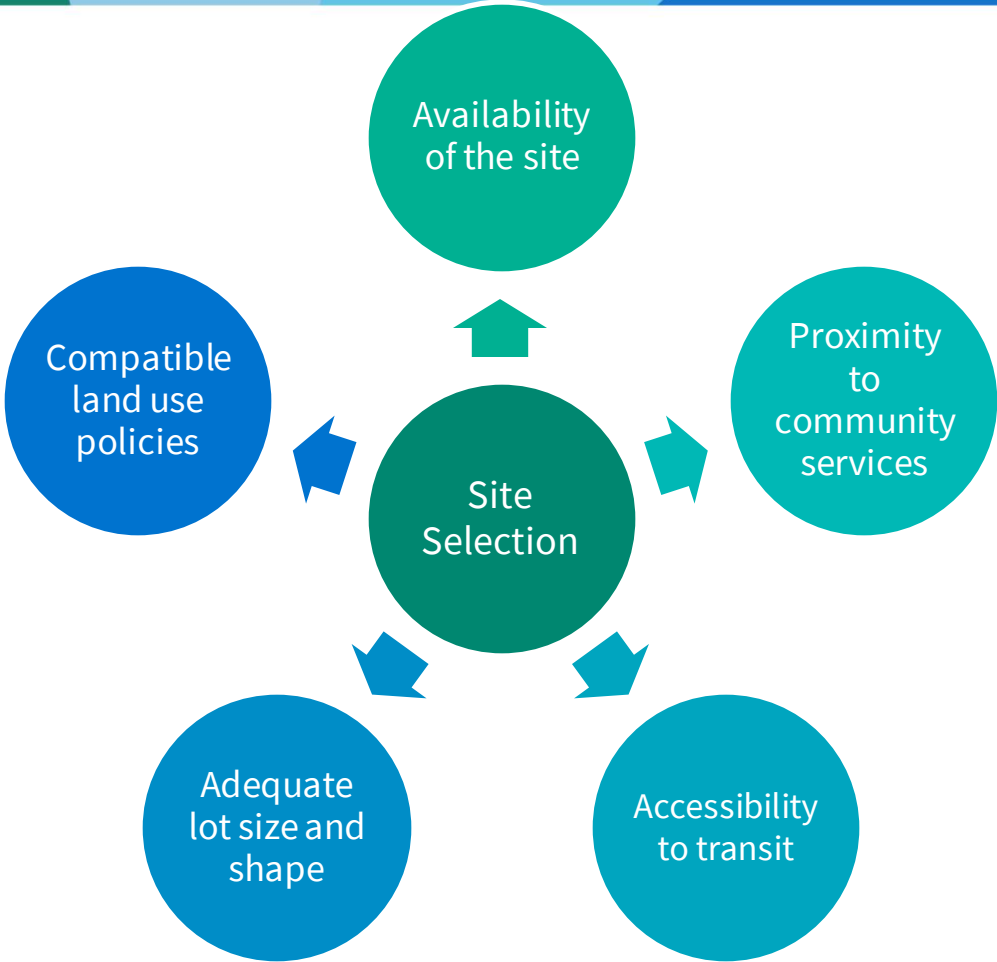 Availability
of the site
Proximity
to
community
services
Accessibility
to transit
Adequate
lot size and
shape
Compatible
land use
policies
Site
Selection